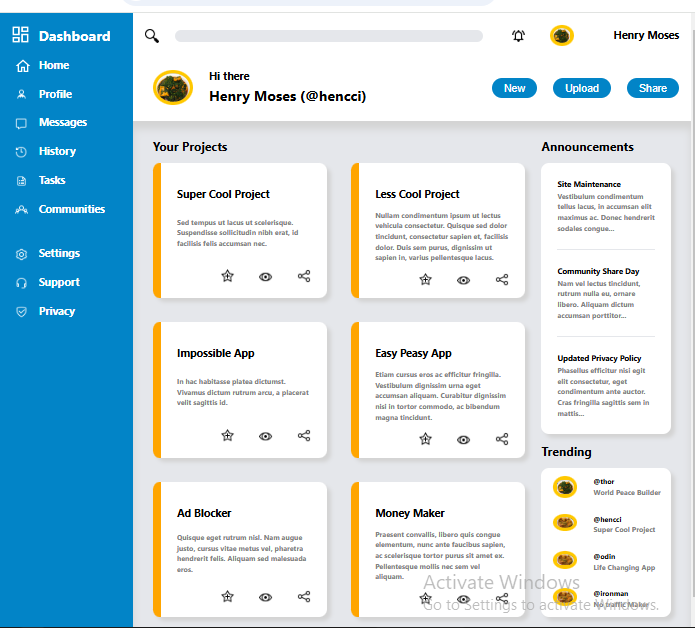 Dashboard
Home
Profile
Messages
History
Tasks
Communities
Settings
Support
Privacy
Henry Moses
Hi there
Henry Moses (@hencci)
New
Upload
Share
Your Projects
Super Cool Project
Sed tempus ut lacus ut scelerisque.
Suspendisse sollicitudin nibh erat, id
facilisis felis accumsan nec.
Less Cool Project
Nullam condimentum ipsum ut lectus
vehicula consectetur. Quisque sed dolor
tincidunt, consectetur sapien et, facilisis
dolor. Duis sem purus, dignissim ut
sapien in, varius pellentesque lacus.
Impossible App
In hac habitasse platea dictumst.
Vivamus dictum rutrum arcu, a placerat
velit sagittis id.
Easy Peasy App
Etiam cursus eros ac efficitur fringilla.
Vestibulum dignissim urna eget
accumsan aliquam. Curabitur dignissim
nisi in tortor commodo, ac bibendum
magna tincidunt.
Ad Blocker
Quisque eget rutrum nisl. Nam augue
justo, cursus vitae metus vel, pharetra
hendrerit felis. Aliquam sed malesuada
eros.
Money Maker
Praesent convallis, libero quis congue
elementum, nunc ante faucibus sapien,
ac scelerisque tortor purus sit amet ex.
Pellentesque mollis nec sem vel
aliquam.
Announcements
Site Maintenance
Vestibulum condimentum
tellus lacus, in accumsan elit
maximus ac. Donec hendrerit
sodales congue...
Community Share Day
Nam vel lectus tincidunt,
rutrum nulla eu, ornare
libero. Aliquam dictum
accumsan porttitor...
Updated Privacy Policy
Phasellus efficitur nisi egit
elit consectetur, eget
condimentum ante auctor.
Cras fringilla sagittis sem in
mattis...
Trending
@thor
World Peace Builder
@hencci
Super Cool Project
@odin
Life Changing App
@ironman
No traffic Maker
Activate Windows
Go to Settings to activate Windows.